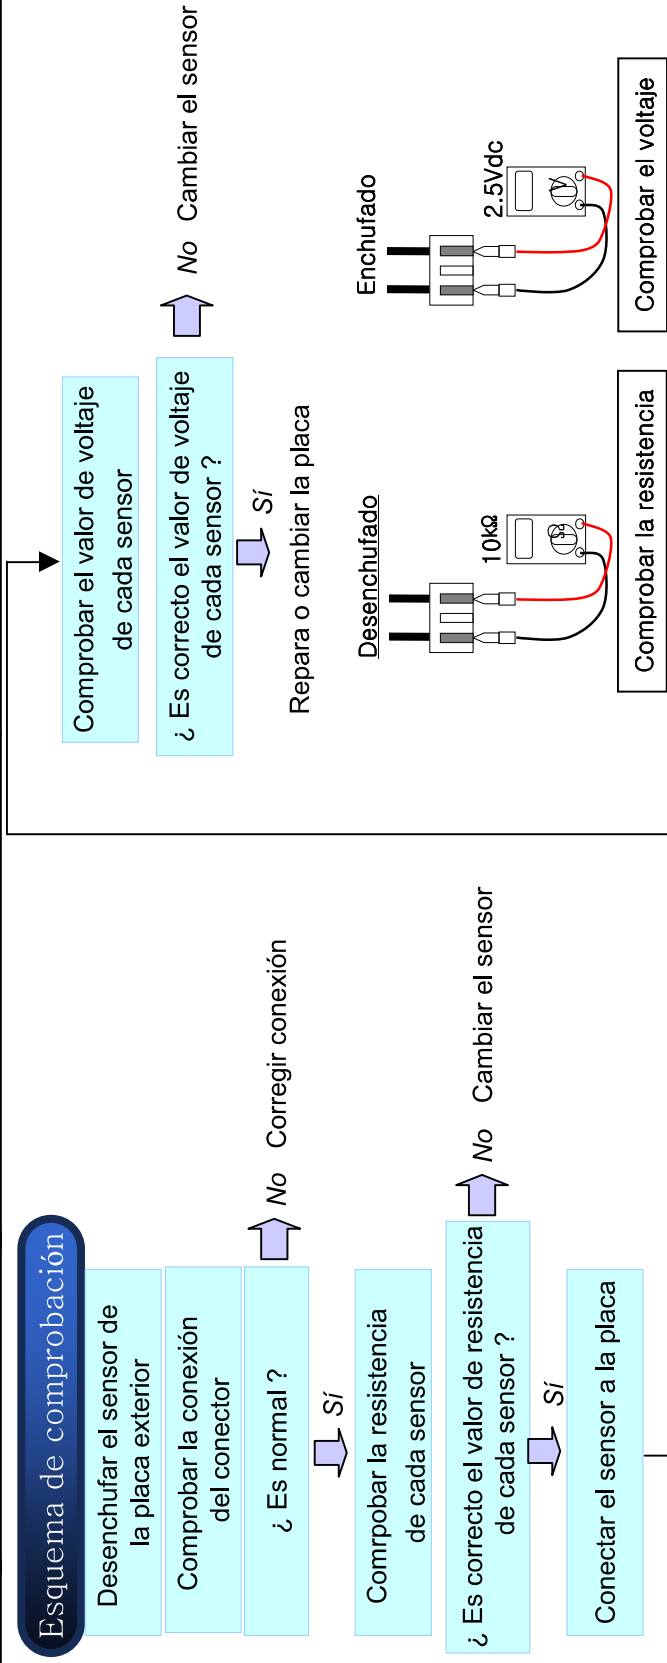 Esquema de comprobación
Desenchufar el sensor de
la placa exterior
Comprobar la conexión
del conector
¿ Es normal ?
No Corregir conexión
Sí
Comrpobar la resistencia
de cada sensor
¿ Es correcto el valor de resistencia
de cada sensor ?
No Cambiar el sensor
Sí
Conectar el sensor a la placa
Comprobar el valor de voltaje
de cada sensor
¿ Es correcto el valor de voltaje
de cada sensor ?
No Cambiar el sensor
Sí
Repara o cambiar la placa
Desenchufado
10kΩ
Ω
Comprobar la resistencia
Enchufado
2.5Vdc
V
Comprobar el voltaje